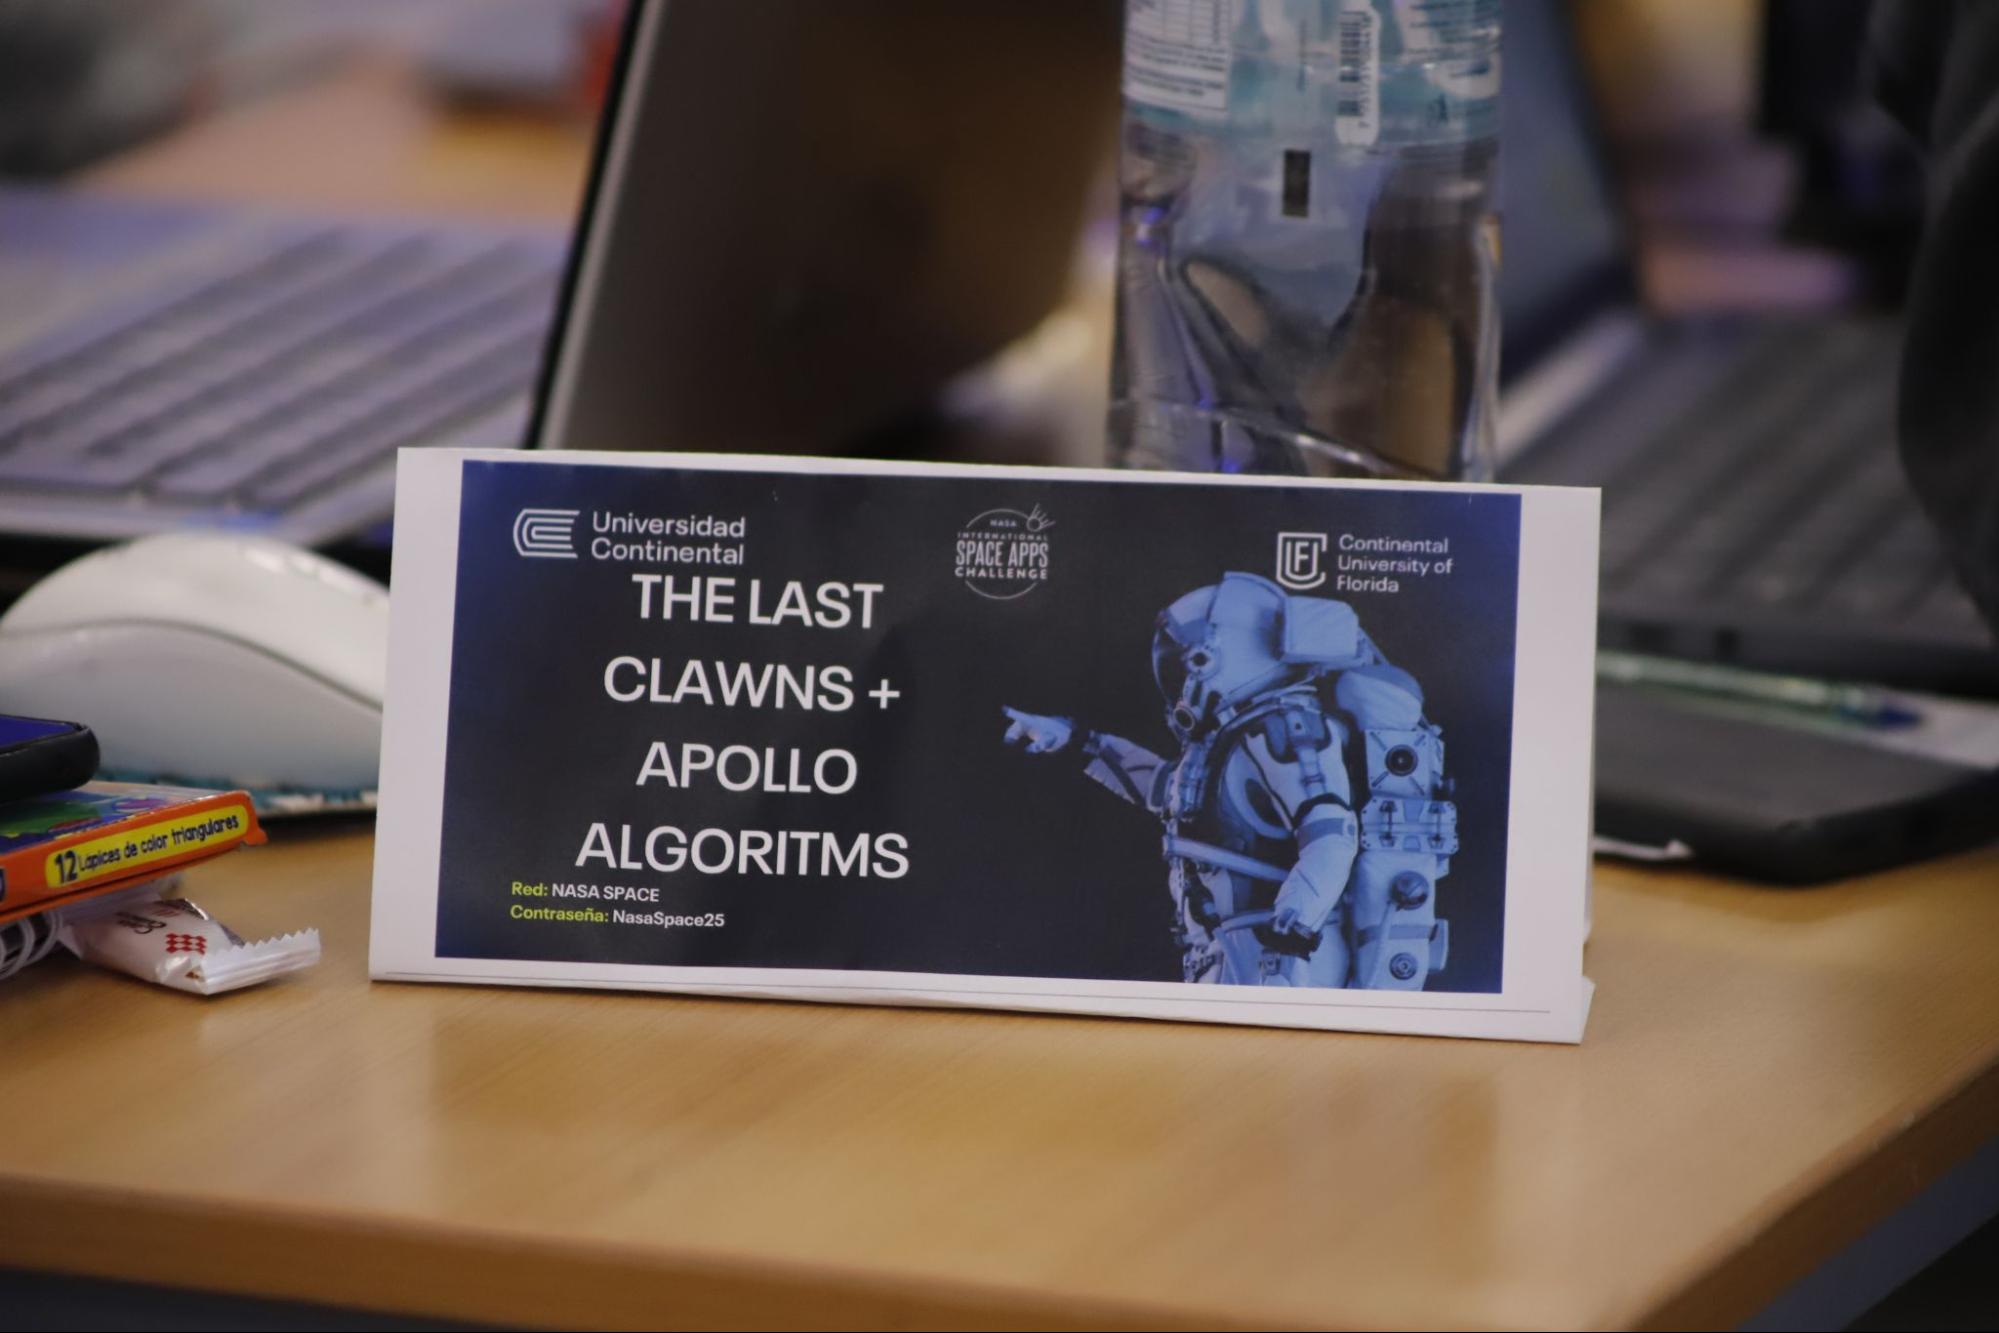 Universidad
Continental
NASA
INTERNATIONAL
SPACE APPS
CHALLENGE
Continental
University of
Florida
THE LAST
CLAWNS +
APOLLO
ALGORITMS
Red: NASA SPACE
Contraseña: NasaSpace25
12 Lápices de color triangulares